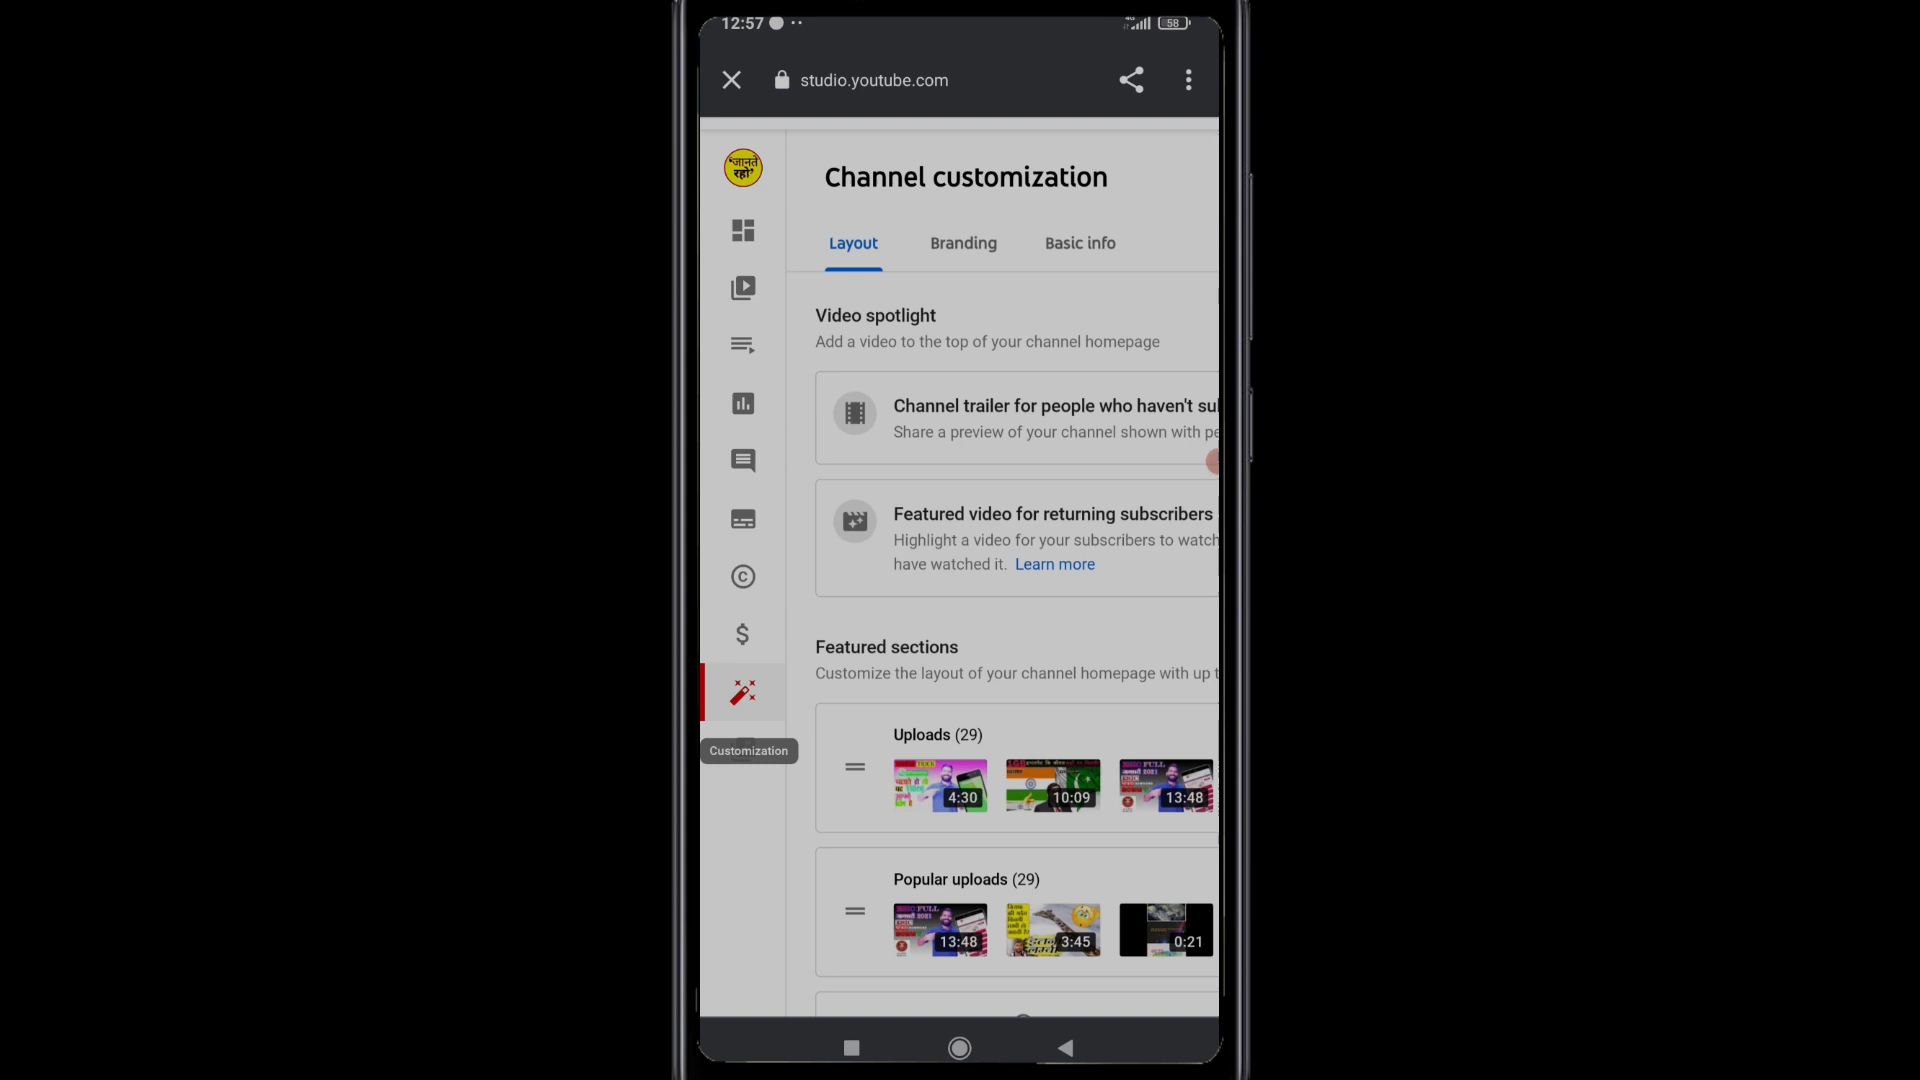 12:57
4G
58
studio.youtube.com
'जानते
रहो'
Channel customization
Layout
Branding
Basic info
Video spotlight
Add a video to the top of your channel homepage
Channel trailer for people who haven't su
Share a preview of your channel shown with pe
Featured video for returning subscribers
Highlight a video for your subscribers to watch
have watched it. Learn more
Featured sections
Customize the layout of your channel homepage with up t
Customization
Uploads (29)
4:30
10:09
13:48
Popular uploads (29)
13:48
3:45
0:21